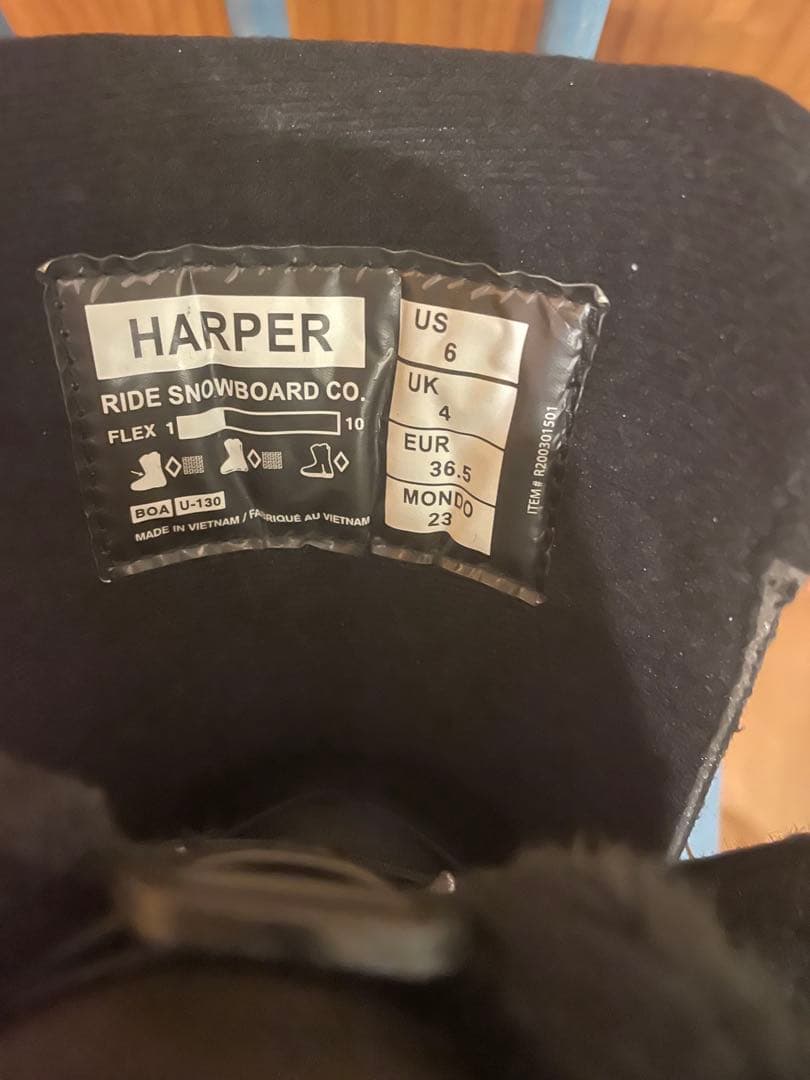 HARPER
RIDE SNOWBOARD CO.
FLEX 1 10
BOA U-130
MADE IN VIETNAM / FABRIQUÉ AU VIETNAM
US
6
UK
4
EUR
36.5
MONDO
23
ITEM# R200301501